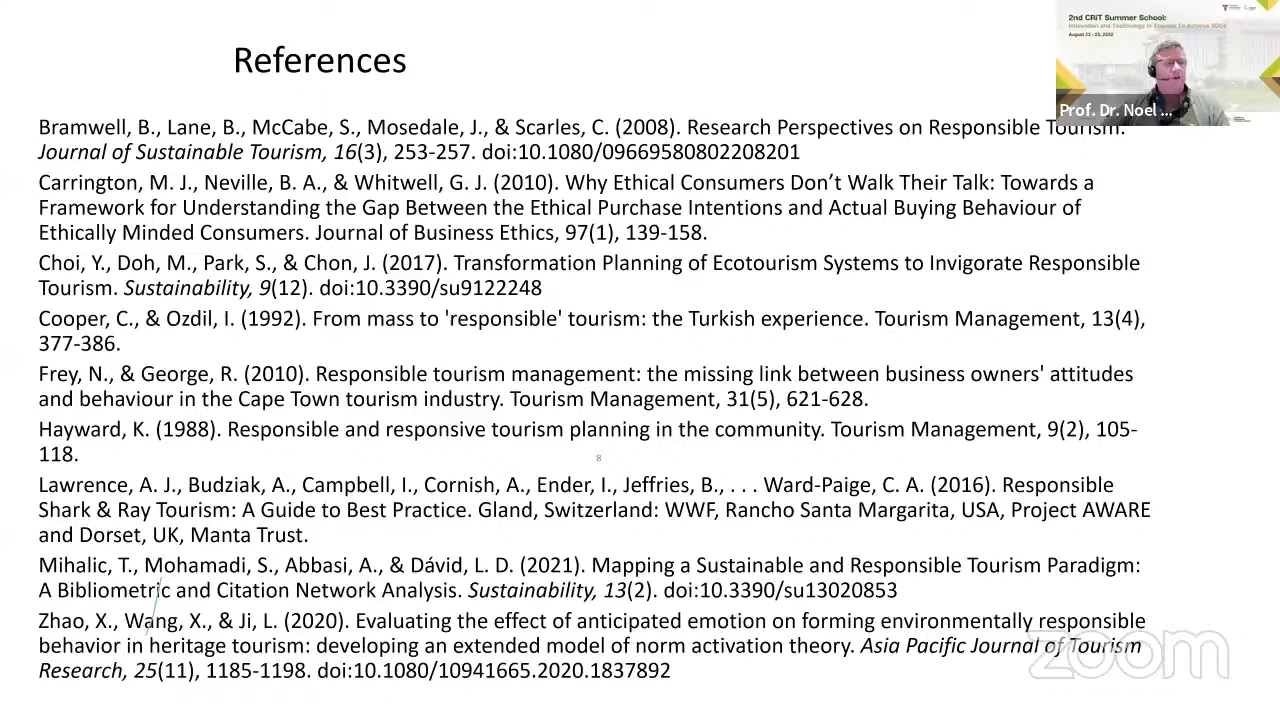 2nd CRiT Summer School:
Innovation and Technology in Tourism To Achieve SDGs
August 23 - 25, 2022
Prof. Dr. Noel ...
References
Bramwell, B., Lane, B., McCabe, S., Mosedale, J., & Scarles, C. (2008). Research Perspectives on Responsible Tourism.
Journal of Sustainable Tourism, 16(3), 253-257. doi:10.1080/09669580802208201
Carrington, M. J., Neville, B. A., & Whitwell, G. J. (2010). Why Ethical Consumers Don’t Walk Their Talk: Towards a
Framework for Understanding the Gap Between the Ethical Purchase Intentions and Actual Buying Behaviour of
Ethically Minded Consumers. Journal of Business Ethics, 97(1), 139-158.
Choi, Y., Doh, M., Park, S., & Chon, J. (2017). Transformation Planning of Ecotourism Systems to Invigorate Responsible
Tourism. Sustainability, 9(12). doi:10.3390/su9122248
Cooper, C., & Ozdil, I. (1992). From mass to 'responsible' tourism: the Turkish experience. Tourism Management, 13(4),
377-386.
Frey, N., & George, R. (2010). Responsible tourism management: the missing link between business owners' attitudes
and behaviour in the Cape Town tourism industry. Tourism Management, 31(5), 621-628.
Hayward, K. (1988). Responsible and responsive tourism planning in the community. Tourism Management, 9(2), 105-
118.
8
Lawrence, A. J., Budziak, A., Campbell, I., Cornish, A., Ender, I., Jeffries, B., . . . Ward-Paige, C. A. (2016). Responsible
Shark & Ray Tourism: A Guide to Best Practice. Gland, Switzerland: WWF, Rancho Santa Margarita, USA, Project AWARE
and Dorset, UK, Manta Trust.
Mihalic, T., Mohamadi, S., Abbasi, A., & Dávid, L. D. (2021). Mapping a Sustainable and Responsible Tourism Paradigm:
A Bibliometric and Citation Network Analysis. Sustainability, 13(2). doi:10.3390/su13020853
Zhao, X., Wang, X., & Ji, L. (2020). Evaluating the effect of anticipated emotion on forming environmentally responsible
behavior in heritage tourism: developing an extended model of norm activation theory. Asia Pacific Journal of Tourism
Research, 25(11), 1185-1198. doi:10.1080/10941665.2020.1837892
zoom